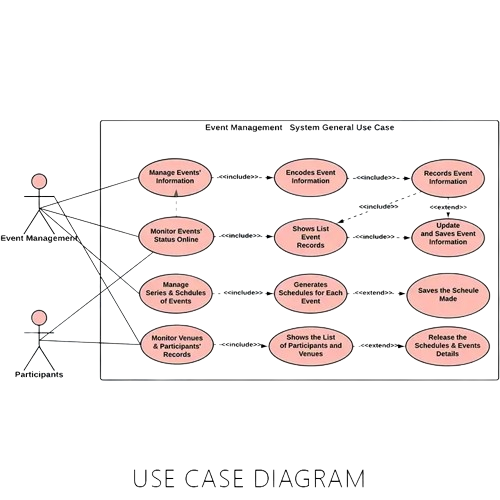 Event Management   System General Use Case
Manage Events'
Information
<<include>>
Encodes Event
Information
<<include>>
Records Event
Information
<<include>>
<<extend>>
Event Management
Monitor Events'
Status Online
<<include>>
Shows List
Event
Records
<<include>>
Update
and Saves Event
Information
Manage
Series & Schdules
of Events
<<include>>
Generates
Schedules for Each
Event
<<extend>>
Saves the Scheule
Made
Participants
Monitor Venues
& Participants'
Records
<<include>>
Shows the List
of Participants and
Venues
<<extend>>
Release the
Schedules & Events
Details
USE CASE DIAGRAM